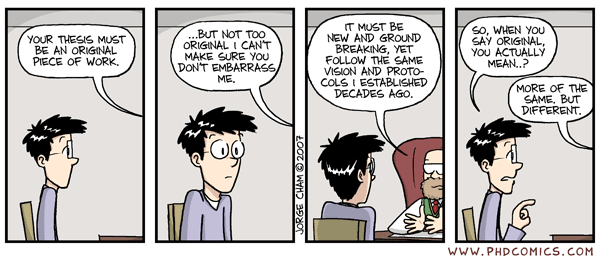 YOUR THESIS MUST
BE AN ORIGINAL
PIECE OF WORK.
...BUT NOT TOO
ORIGINAL I CAN'T
MAKE SURE YOU
DON'T EMBARRASS
ME.
JORGE CHAM © 2007
IT MUST BE
NEW AND GROUND
BREAKING, YET
FOLLOW THE SAME
VISION AND PROTO-
COLS I ESTABLISHED
DECADES AGO.
SO, WHEN YOU
SAY ORIGINAL,
YOU ACTUALLY
MEAN..?
MORE OF THE
SAME. BUT
DIFFERENT.
WWW.PHDCOMICS.COM